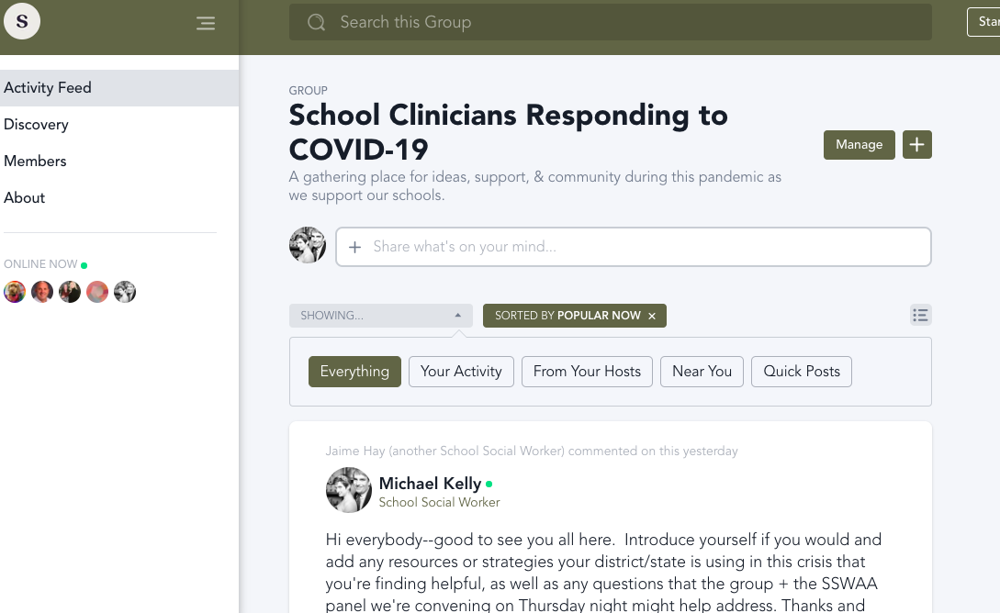 S
Search this Group
Star
Activity Feed
Discovery
Members
About
ONLINE NOW
GROUP
School Clinicians Responding to
COVID-19
Manage
A gathering place for ideas, support, & community during this pandemic as
we support our schools.
+ Share what's on your mind...
SHOWING...
SORTED BY POPULAR NOW ×
Everything
Your Activity
From Your Hosts
Near You
Quick Posts
Jaime Hay (another School Social Worker) commented on this yesterday
Michael Kelly
School Social Worker
Hi everybody--good to see you all here.  Introduce yourself if you would and
add any resources or strategies your district/state is using in this crisis that
you're finding helpful, as well as any questions that the group + the SSWAA
panel we're convening on Thursday night might help address. Thanks and